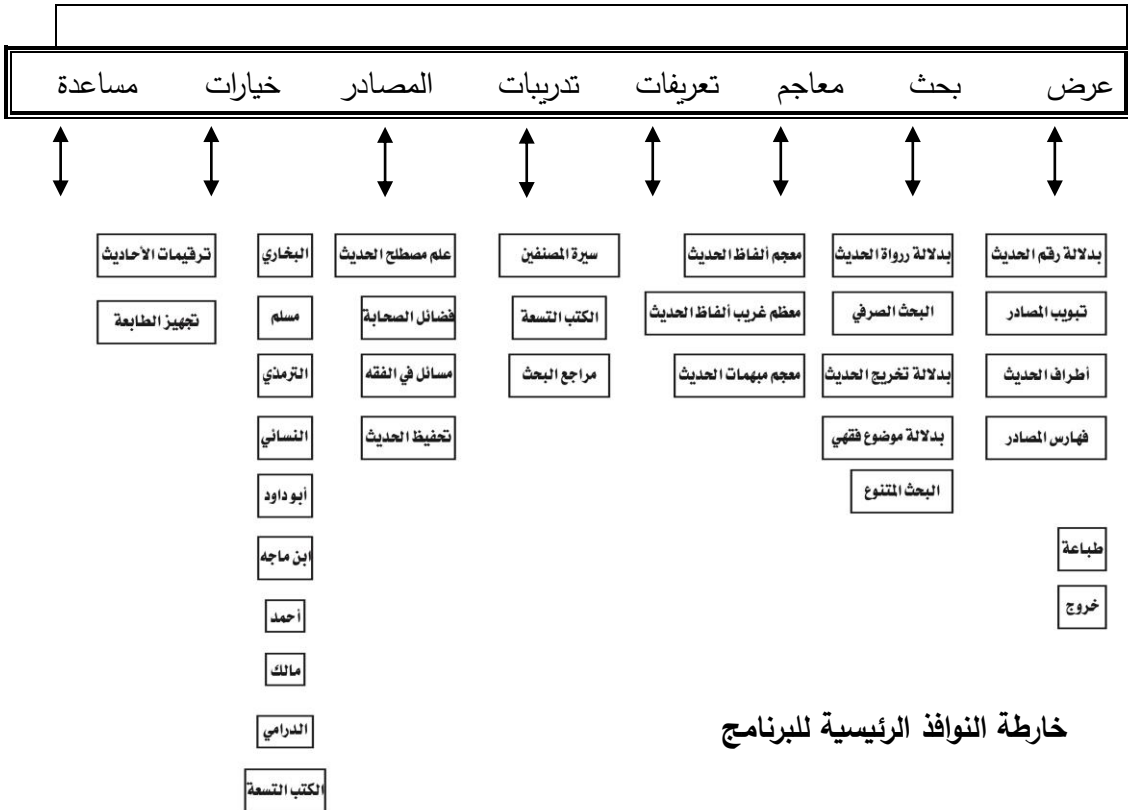 عرض بحث معاجم تعريفات تدريبات المصادر خيارات مساعدة
بدلالة رقم الحديث
تبويب المصادر
أطراف الحديث
فهارس المصادر
طباعة
خروج
بدلالة ررواة الحديث
البحث الصرفي
بدلالة تخريج الحديث
بدلالة موضوع فقهي
البحث المتنوع
معجم ألفاظ الحديث
معظم غريب ألفاظ الحديث
معجم مبهمات الحديث
سيرة المصنفين
الكتب التسعة
مراجع البحث
علم مصطلح الحديث
فضائل الصحابة
مسائل في الفقه
تحفيظ الحديث
البخاري
مسلم
الترمذي
النسائي
أبو داود
ابن ماجه
أحمد
مالك
الدرامي
الكتب التسعة
ترقيمات الأحاديث
تجهيز الطابعة
خارطة النوافذ الرئيسية للبرنامج